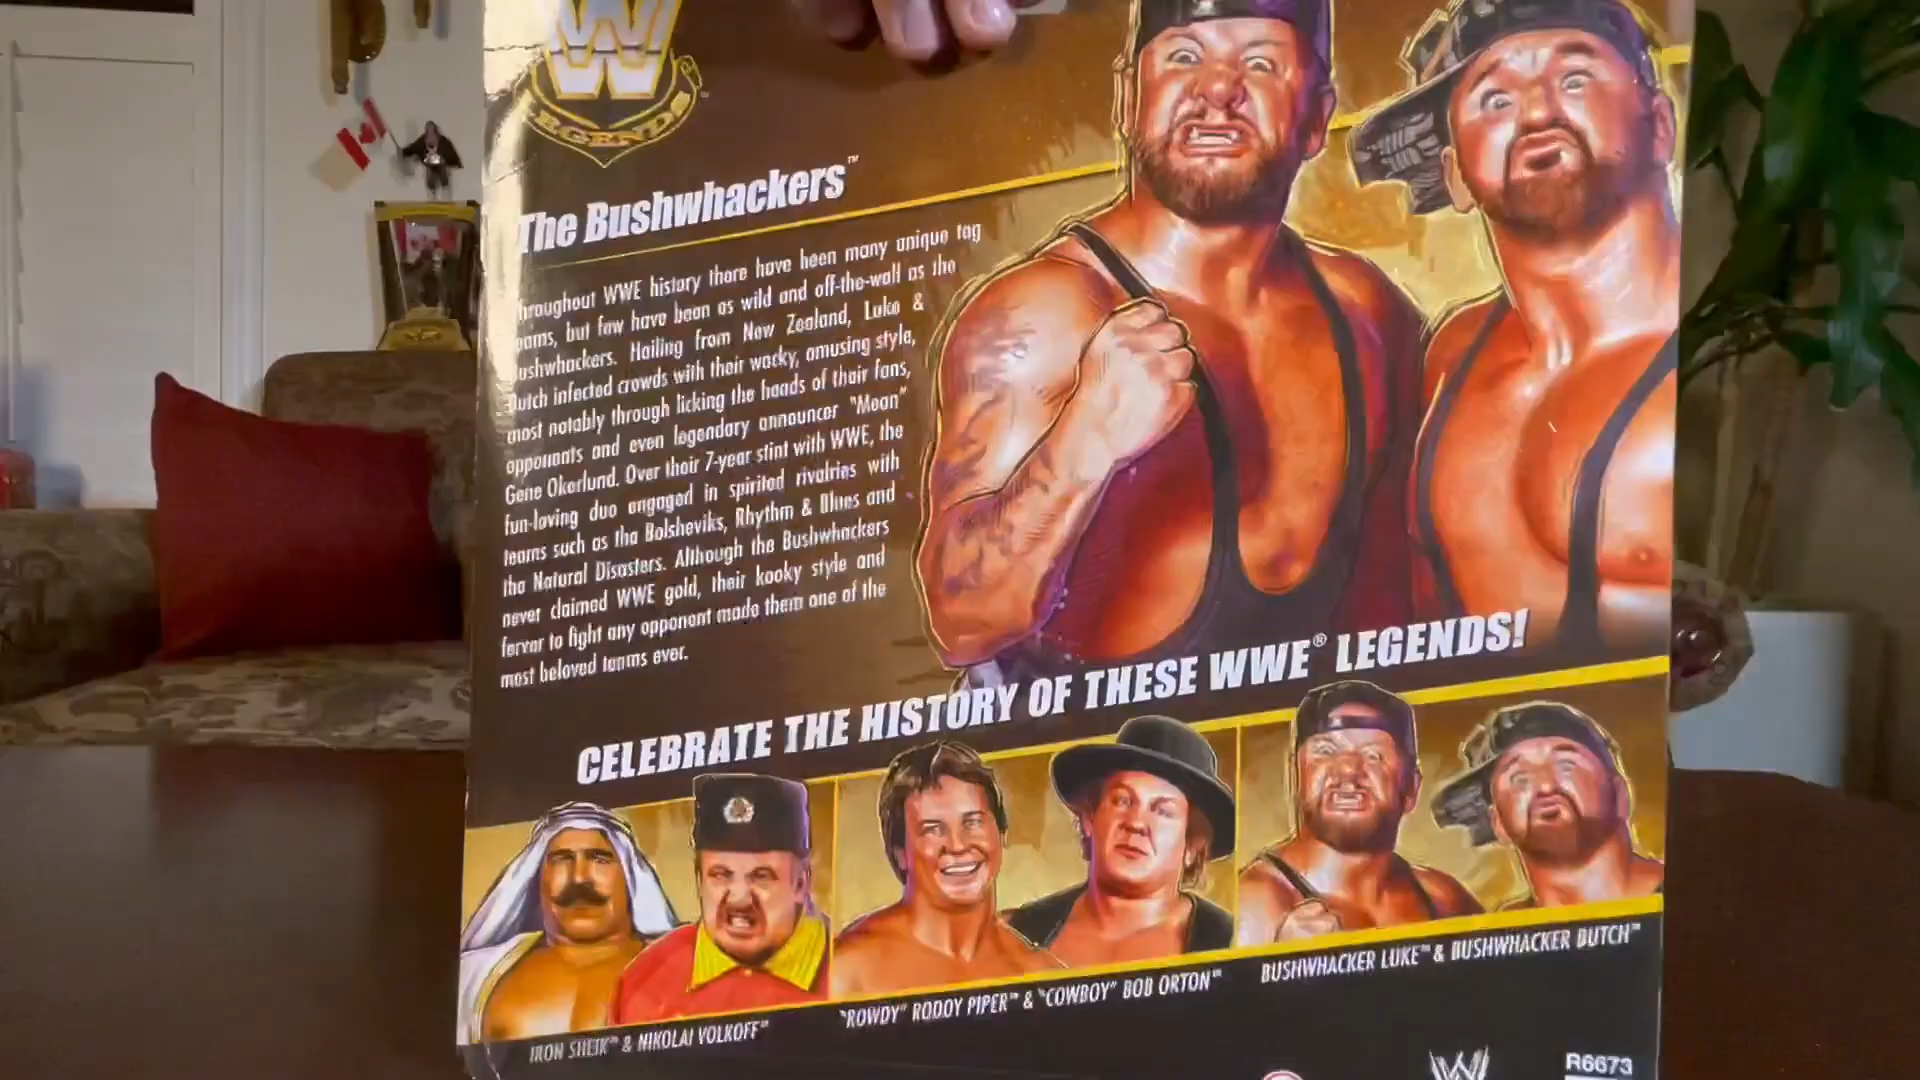 WW
LEGENDS
The Bushwhackers™
hroughout WWE history there have been many unique tag
eams, but few have been as wild and off-the-wall as the
ushwhackers. Hailing from New Zealand, Luke &
Butch infected crowds with their wacky, amusing style,
most notably through licking the heads of their fans,
opponents and even legendary announcer "Mean"
Gene Okerlund. Over their 7-year stint with WWE, the
fun-loving duo engaged in spirited rivalries with
teams such as the Bolsheviks, Rhythm & Blues and
the Natural Disasters. Although the Bushwhackers
never claimed WWE gold, their kooky style and
fervor to fight any opponent made them one of the
most beloved teams ever.
CELEBRATE THE HISTORY OF THESE WWE® LEGENDS!
IRON SHEIK™ & NIKOLAI VOLKOFF™
"ROWDY" RODDY PIPER™ & "COWBOY" BOB ORTON™
BUSHWHACKER LUKE™ & BUSHWHACKER BUTCH™
W
R6673